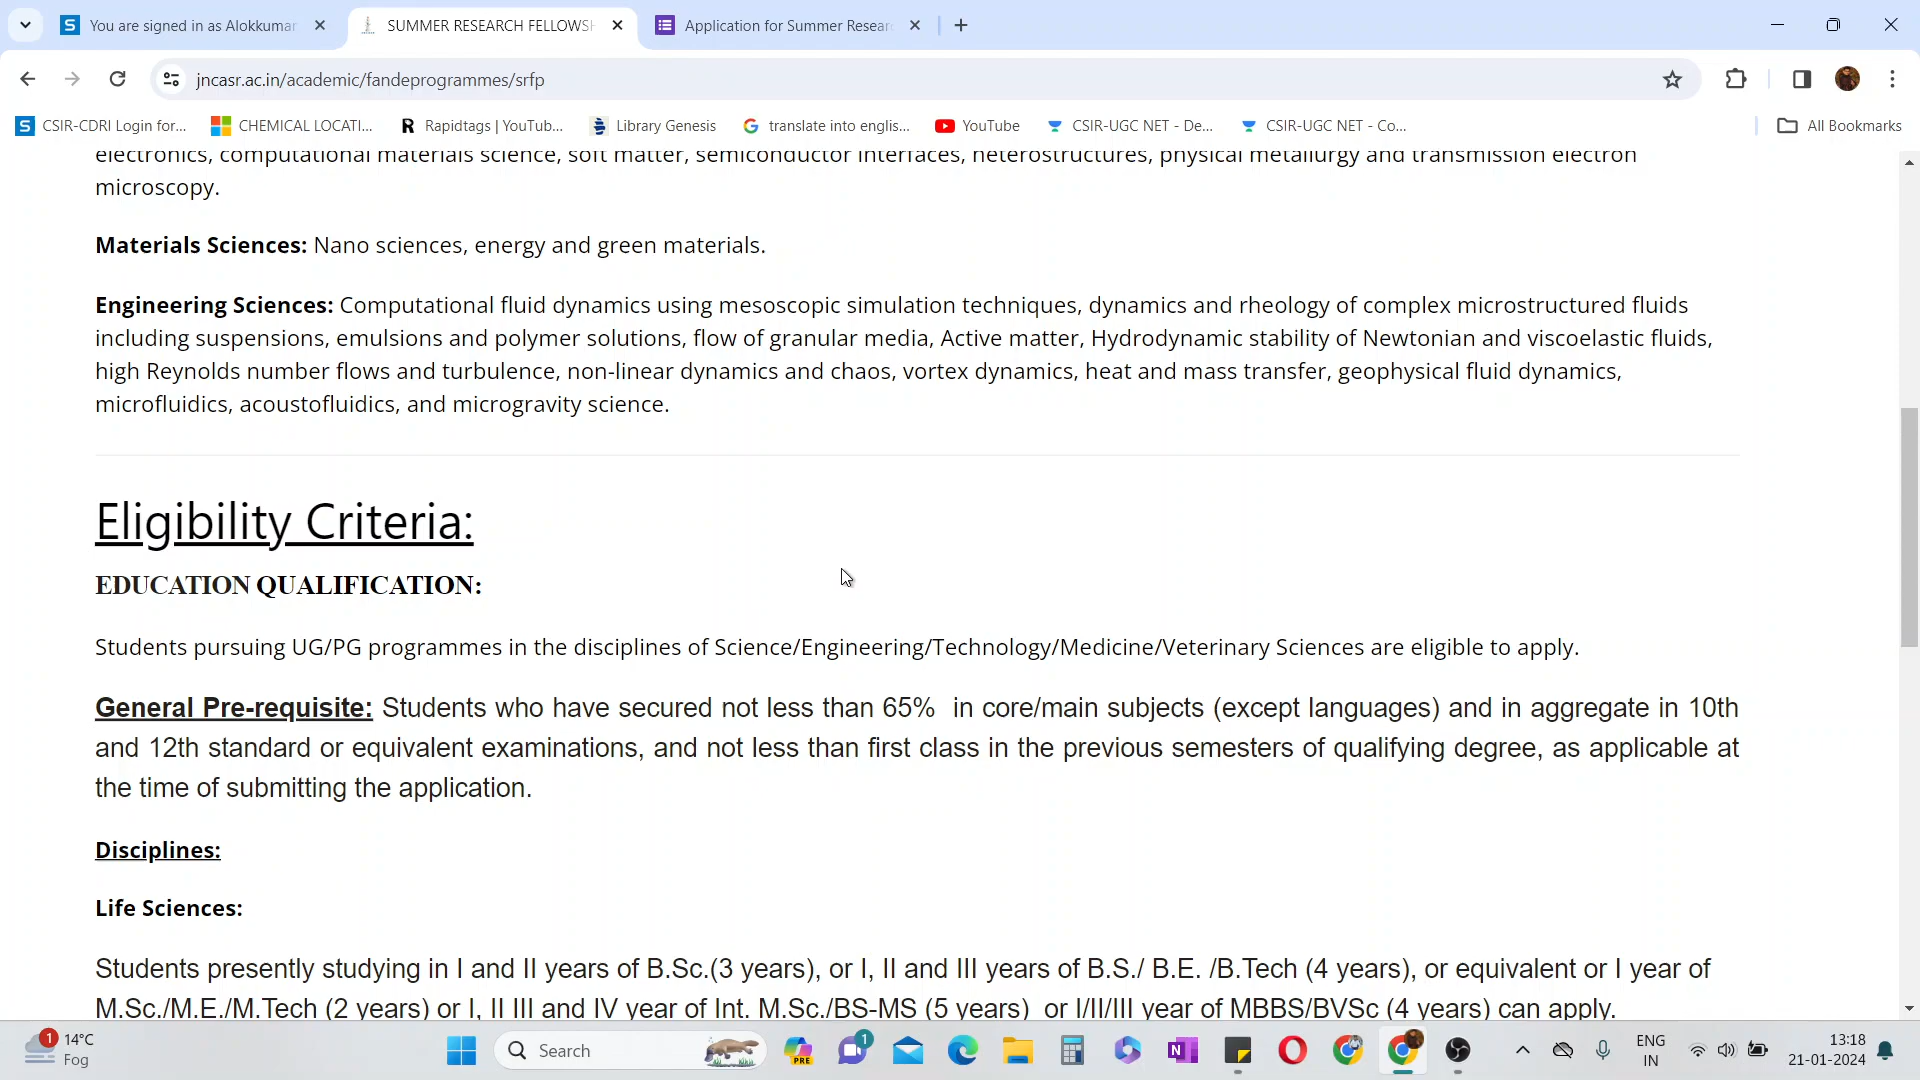 You are signed in as Alokkumar
SUMMER RESEARCH FELLOWSH
Application for Summer Resear
jncasr.ac.in/academic/fandeprogrammes/srfp
CSIR-CDRI Login for...
CHEMICAL LOCATI...
Rapidtags | YouTub...
Library Genesis
translate into englis...
YouTube
CSIR-UGC NET - De...
CSIR-UGC NET - Co...
All Bookmarks
electronics, computational materials science, soft matter, semiconductor interfaces, heterostructures, physical metallurgy and transmission electron
microscopy.
Materials Sciences: Nano sciences, energy and green materials.
Engineering Sciences: Computational fluid dynamics using mesoscopic simulation techniques, dynamics and rheology of complex microstructured fluids
including suspensions, emulsions and polymer solutions, flow of granular media, Active matter, Hydrodynamic stability of Newtonian and viscoelastic fluids,
high Reynolds number flows and turbulence, non-linear dynamics and chaos, vortex dynamics, heat and mass transfer, geophysical fluid dynamics,
microfluidics, acoustofluidics, and microgravity science.
Eligibility Criteria:
EDUCATION QUALIFICATION:
Students pursuing UG/PG programmes in the disciplines of Science/Engineering/Technology/Medicine/Veterinary Sciences are eligible to apply.
General Pre-requisite: Students who have secured not less than 65% in core/main subjects (except languages) and in aggregate in 10th
and 12th standard or equivalent examinations, and not less than first class in the previous semesters of qualifying degree, as applicable at
the time of submitting the application.
Disciplines:
Life Sciences:
Students presently studying in I and II years of B.Sc.(3 years), or I, II and III years of B.S./ B.E. /B.Tech (4 years), or equivalent or I year of
M.Sc./M.E./M.Tech (2 years) or I, II III and IV year of Int. M.Sc./BS-MS (5 years) or I/II/III year of MBBS/BVSc (4 years) can apply.
1
14°C
Fog
Search
PRE
1
N
ENG
IN
13:18
21-01-2024